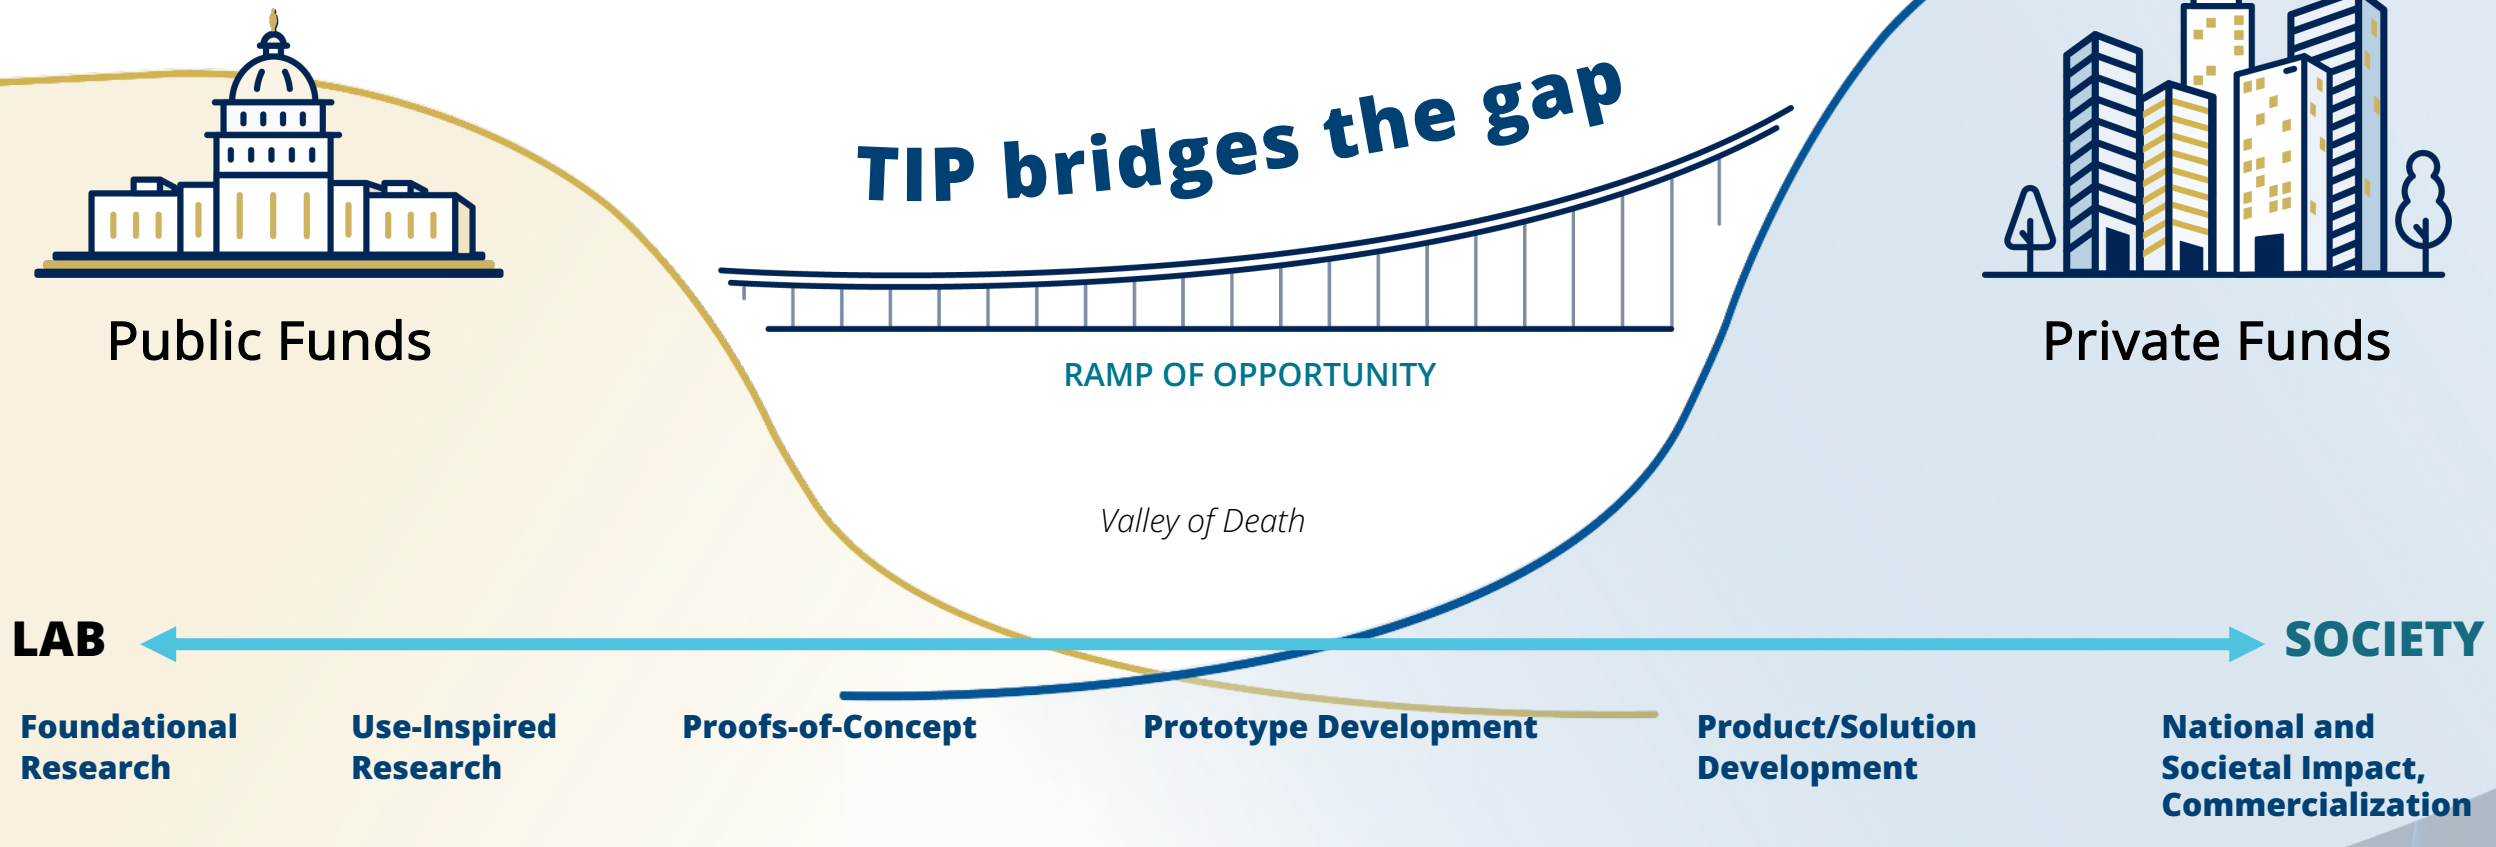 TIP bridges the gap
Public Funds
Private Funds
RAMP OF OPPORTUNITY
Valley of Death
LAB
SOCIETY
Foundational
Research
Use-Inspired
Research
Proofs-of-Concept
Prototype Development
Product/Solution
Development
National and
Societal Impact,
Commercialization